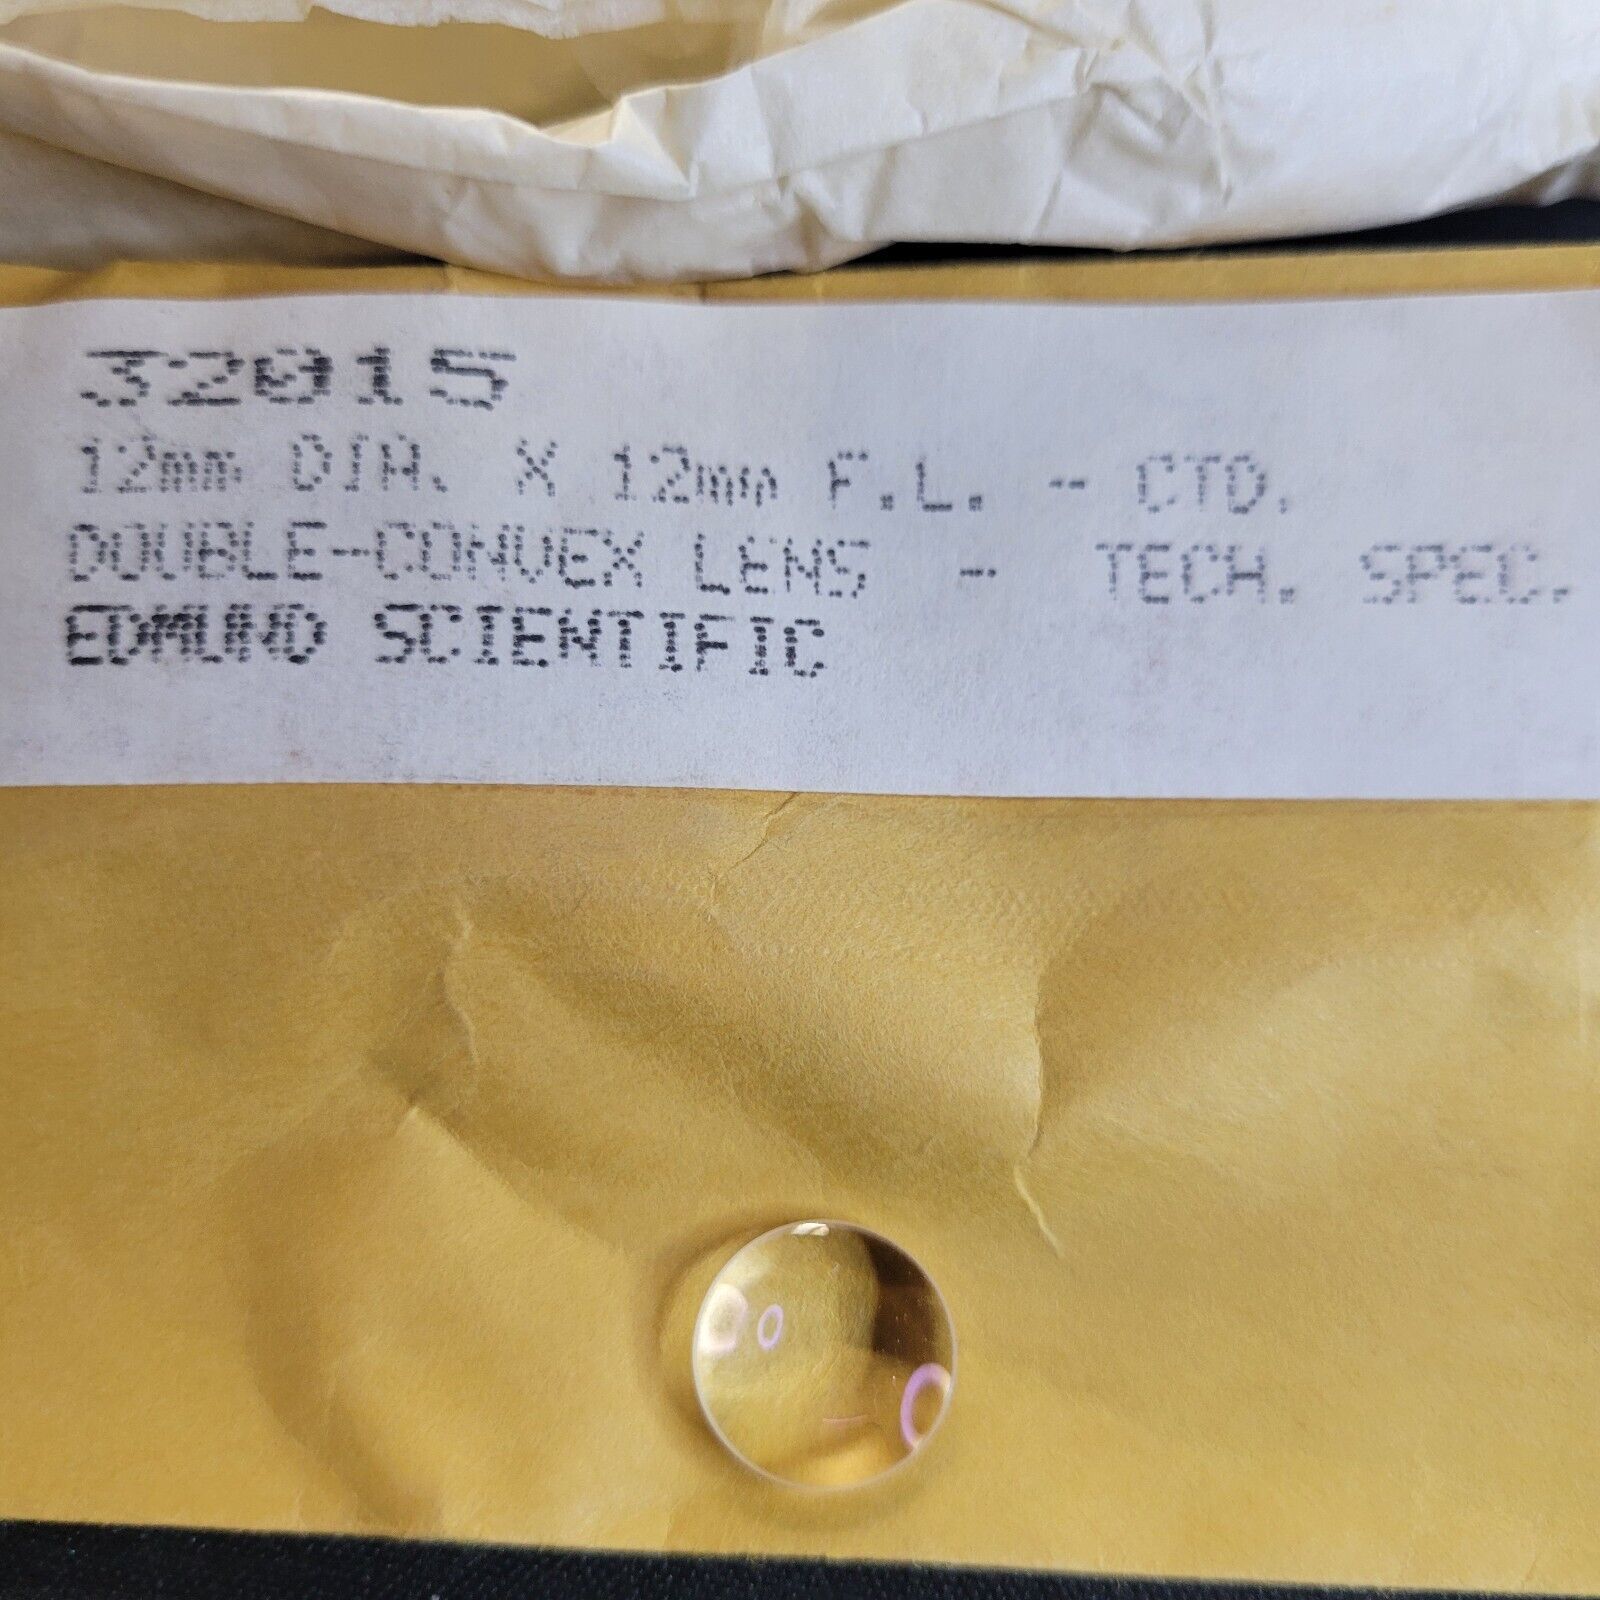 32015
12mm DIA. X 12mm F.L. - CTD.
DOUBLE-CONVEX LENS - TECH. SPEC.
EDMUND SCIENTIFIC